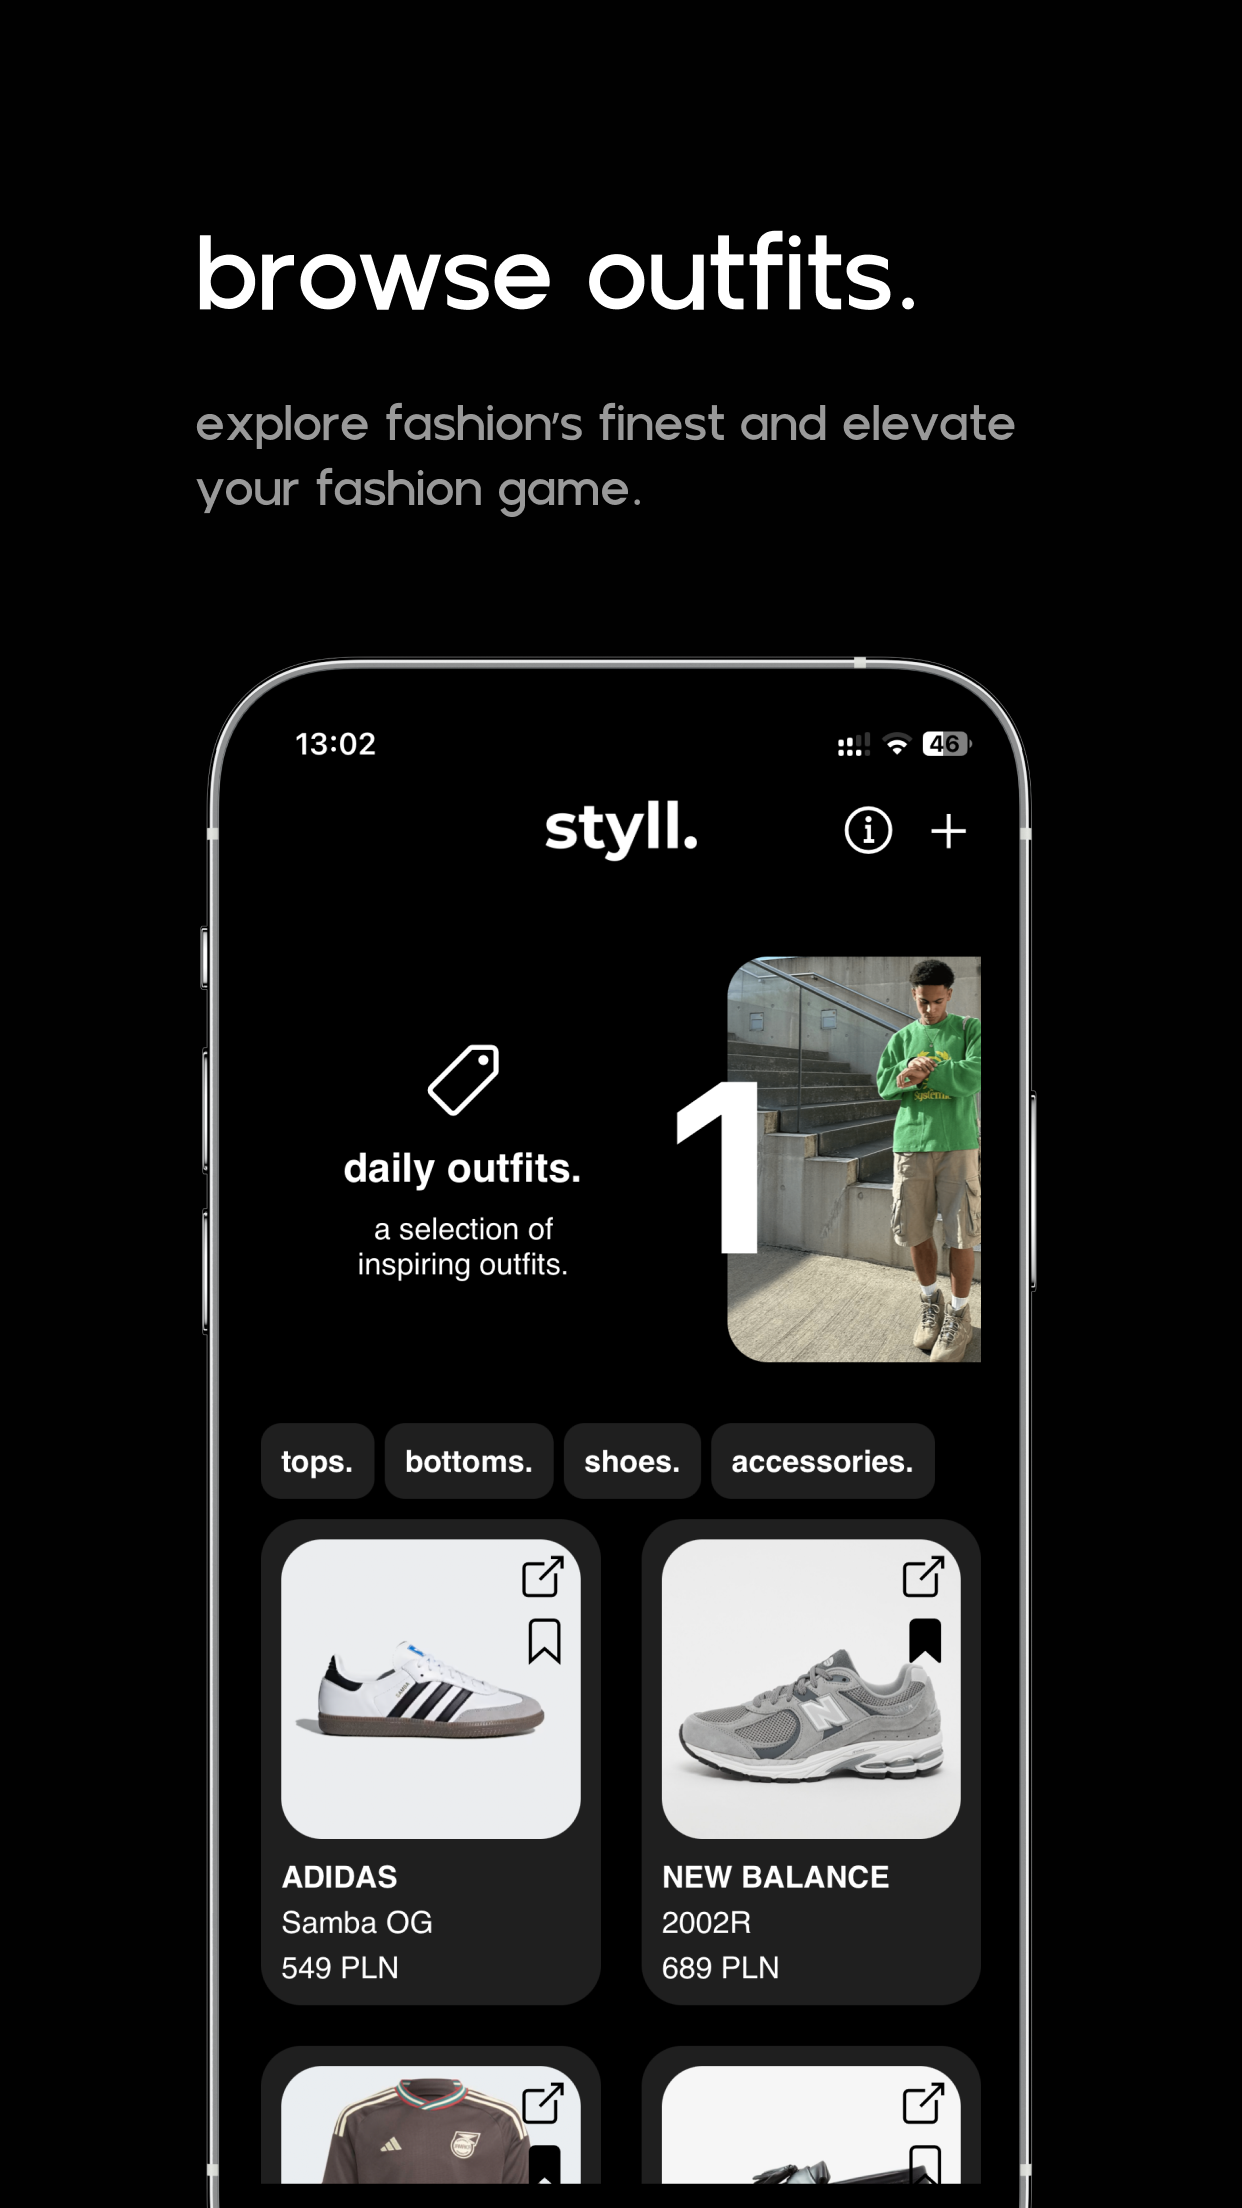 browse outfits.
explore fashion's finest and elevate
your fashion game.
13:02
46
styll.
daily outfits.
a selection of
inspiring outfits.
1
tops.
bottoms.
shoes.
accessories.
ADIDAS
Samba OG
549 PLN
NEW BALANCE
2002R
689 PLN